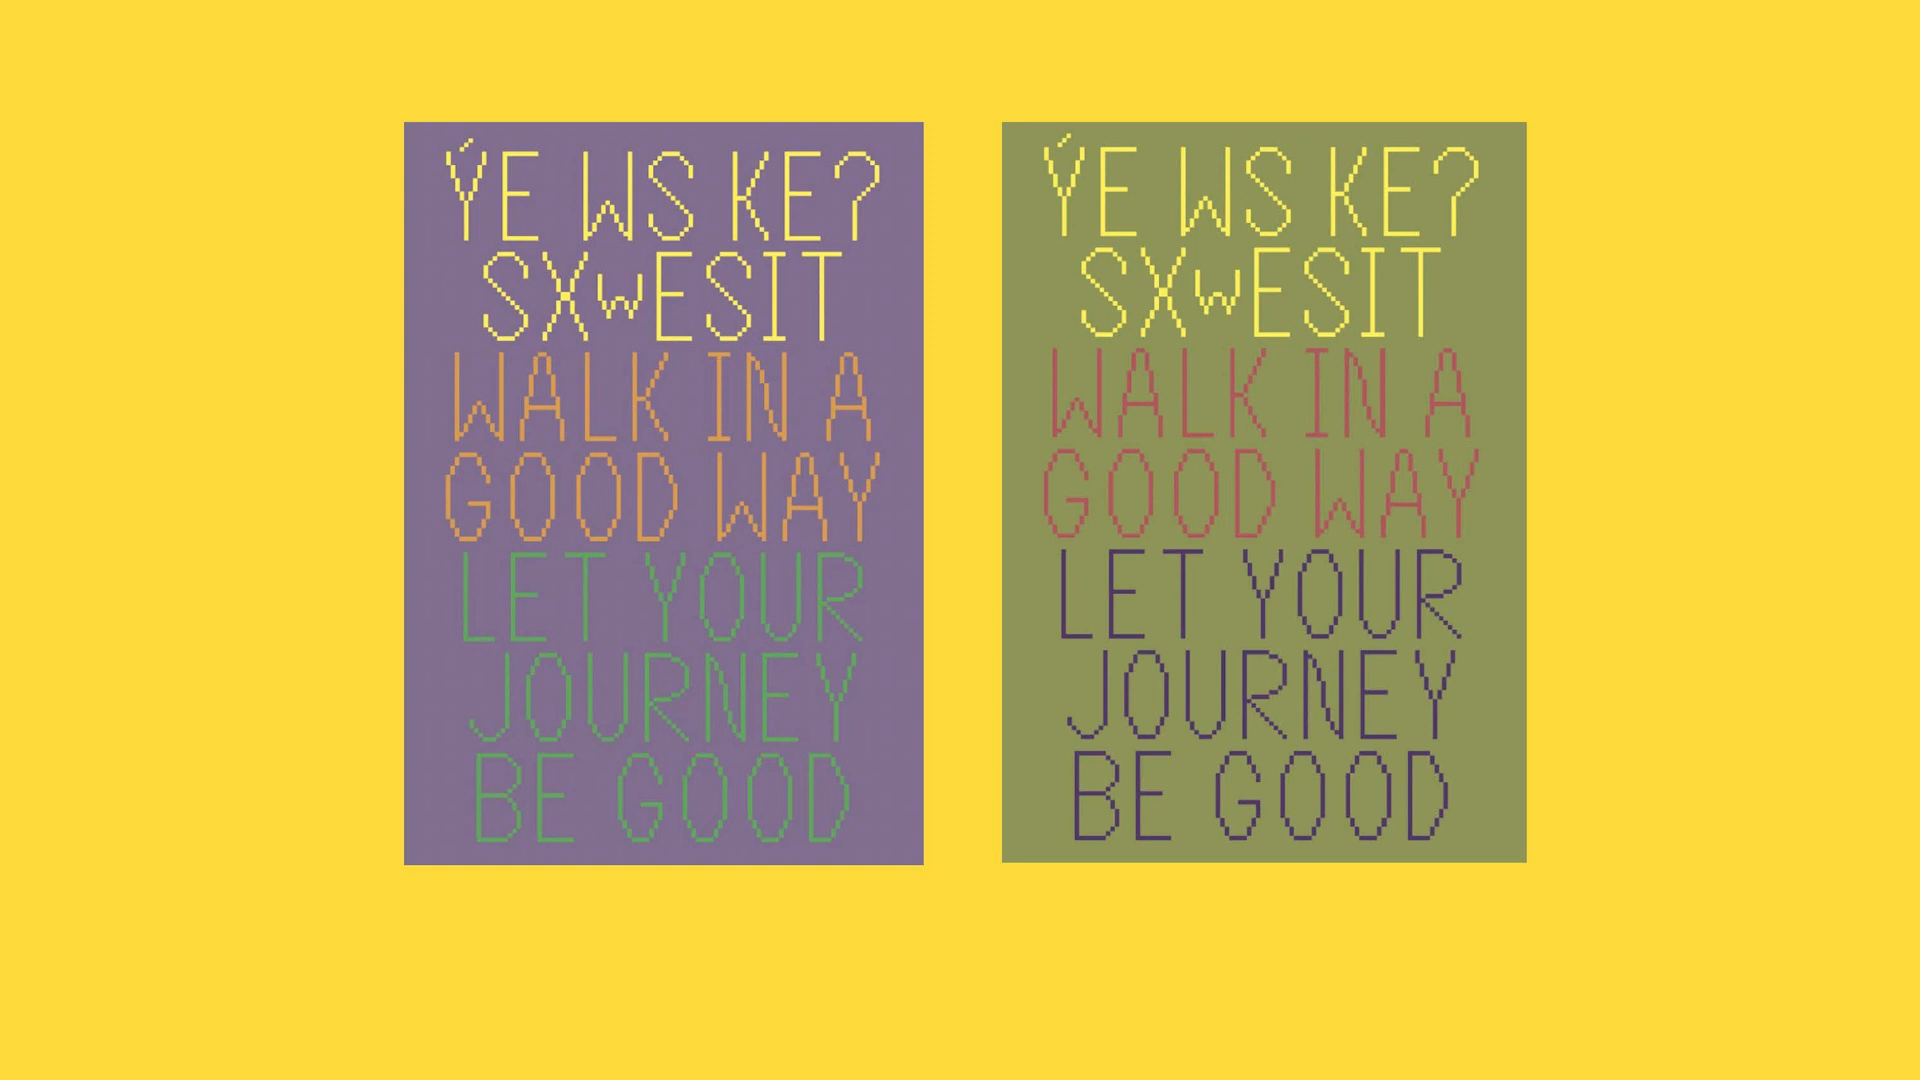 ÝE WS KE?
SXwESIT
WALK IN A
GOOD WAY
LET YOUR
JOURNEY
BE GOOD
ÝE WS KE?
SXwESIT
WALK IN A
GOOD WAY
LET YOUR
JOURNEY
BE GOOD